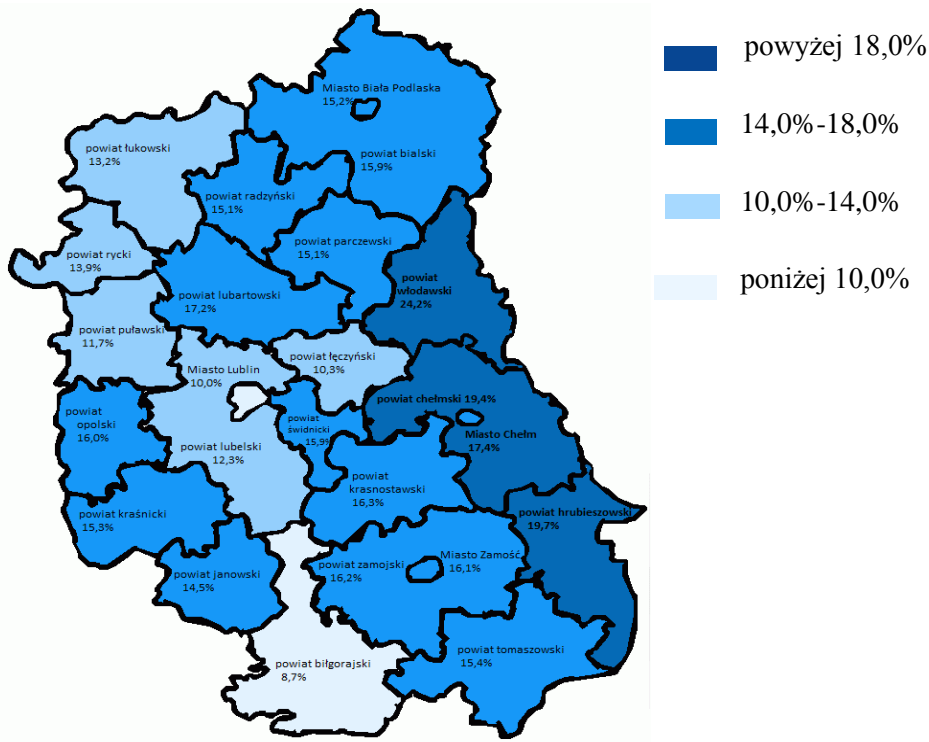 powyżej 18,0%
14,0%-18,0%
10,0%-14,0%
poniżej 10,0%
Miasto Biała Podlaska
15,2%
powiat łukowski
13,2%
powiat bialski
15,9%
powiat radzyński
15,1%
powiat parczewski
15,1%
powiat rycki
13,9%
powiat
włodawski
24,2%
powiat lubartowski
17,2%
powiat puławski
11,7%
powiat łęczyński
10,3%
Miasto Lublin
10,0%
powiat chełmski 19,4%
powiat
opolski
16,0%
powiat
świdnicki
15,9%
Miasto Chełm
17,4%
powiat lubelski
12,3%
powiat
krasnostawski
16,3%
powiat kraśnicki
15,3%
powiat hrubieszowski
19,7%
powiat janowski
14,5%
powiat zamojski
16,2%
Miasto Zamość
16,1%
powiat tomaszowski
15,4%
powiat biłgorajski
8,7%